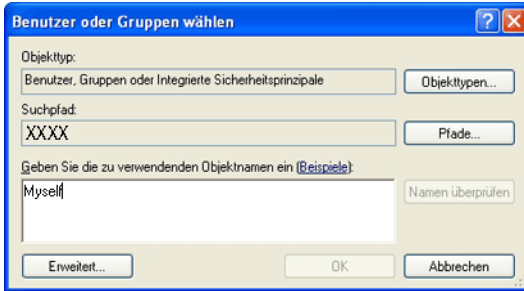 Benutzer oder Gruppen wählen
Objekttyp:
Benutzer, Gruppen oder Integrierte Sicherheitsprinzipale
Objekttypen...
Suchpfad:
XXXX
Pfade...
Geben Sie die zu verwendenden Objektnamen ein (Beispiele):
Myself
Namen überprüfen
Erweitert...
OK
Abbrechen